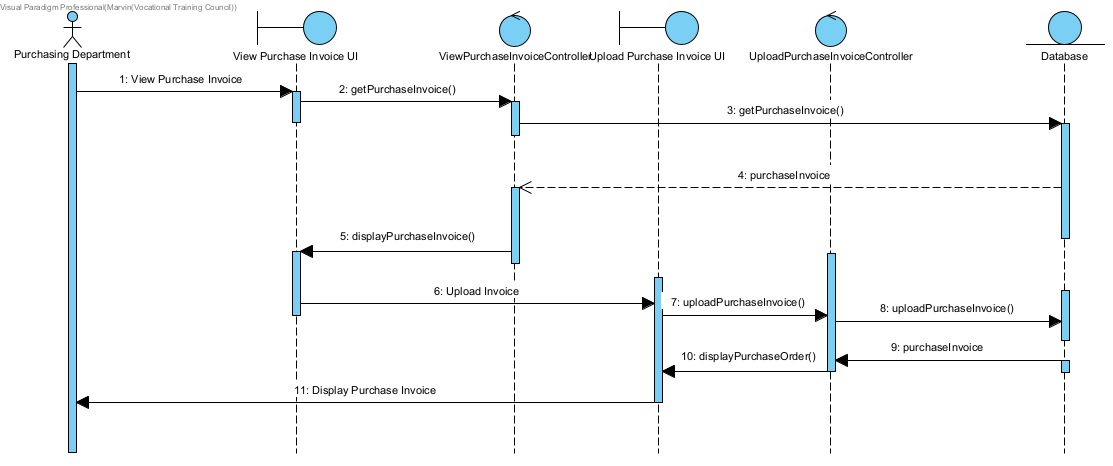 Visual Paradigm Professional(Marvin(Vocational Training Council))
Purchasing Department
View Purchase Invoice UI
ViewPurchaseInvoiceController
Upload Purchase Invoice UI
UploadPurchaseInvoiceController
Database
1: View Purchase Invoice
2: getPurchaseInvoice()
3: getPurchaseInvoice()
4: purchaseInvoice
5: displayPurchaseInvoice()
6: Upload Invoice
7: uploadPurchaseInvoice()
8: uploadPurchaseInvoice()
9: purchaseInvoice
10: displayPurchaseOrder()
11: Display Purchase Invoice